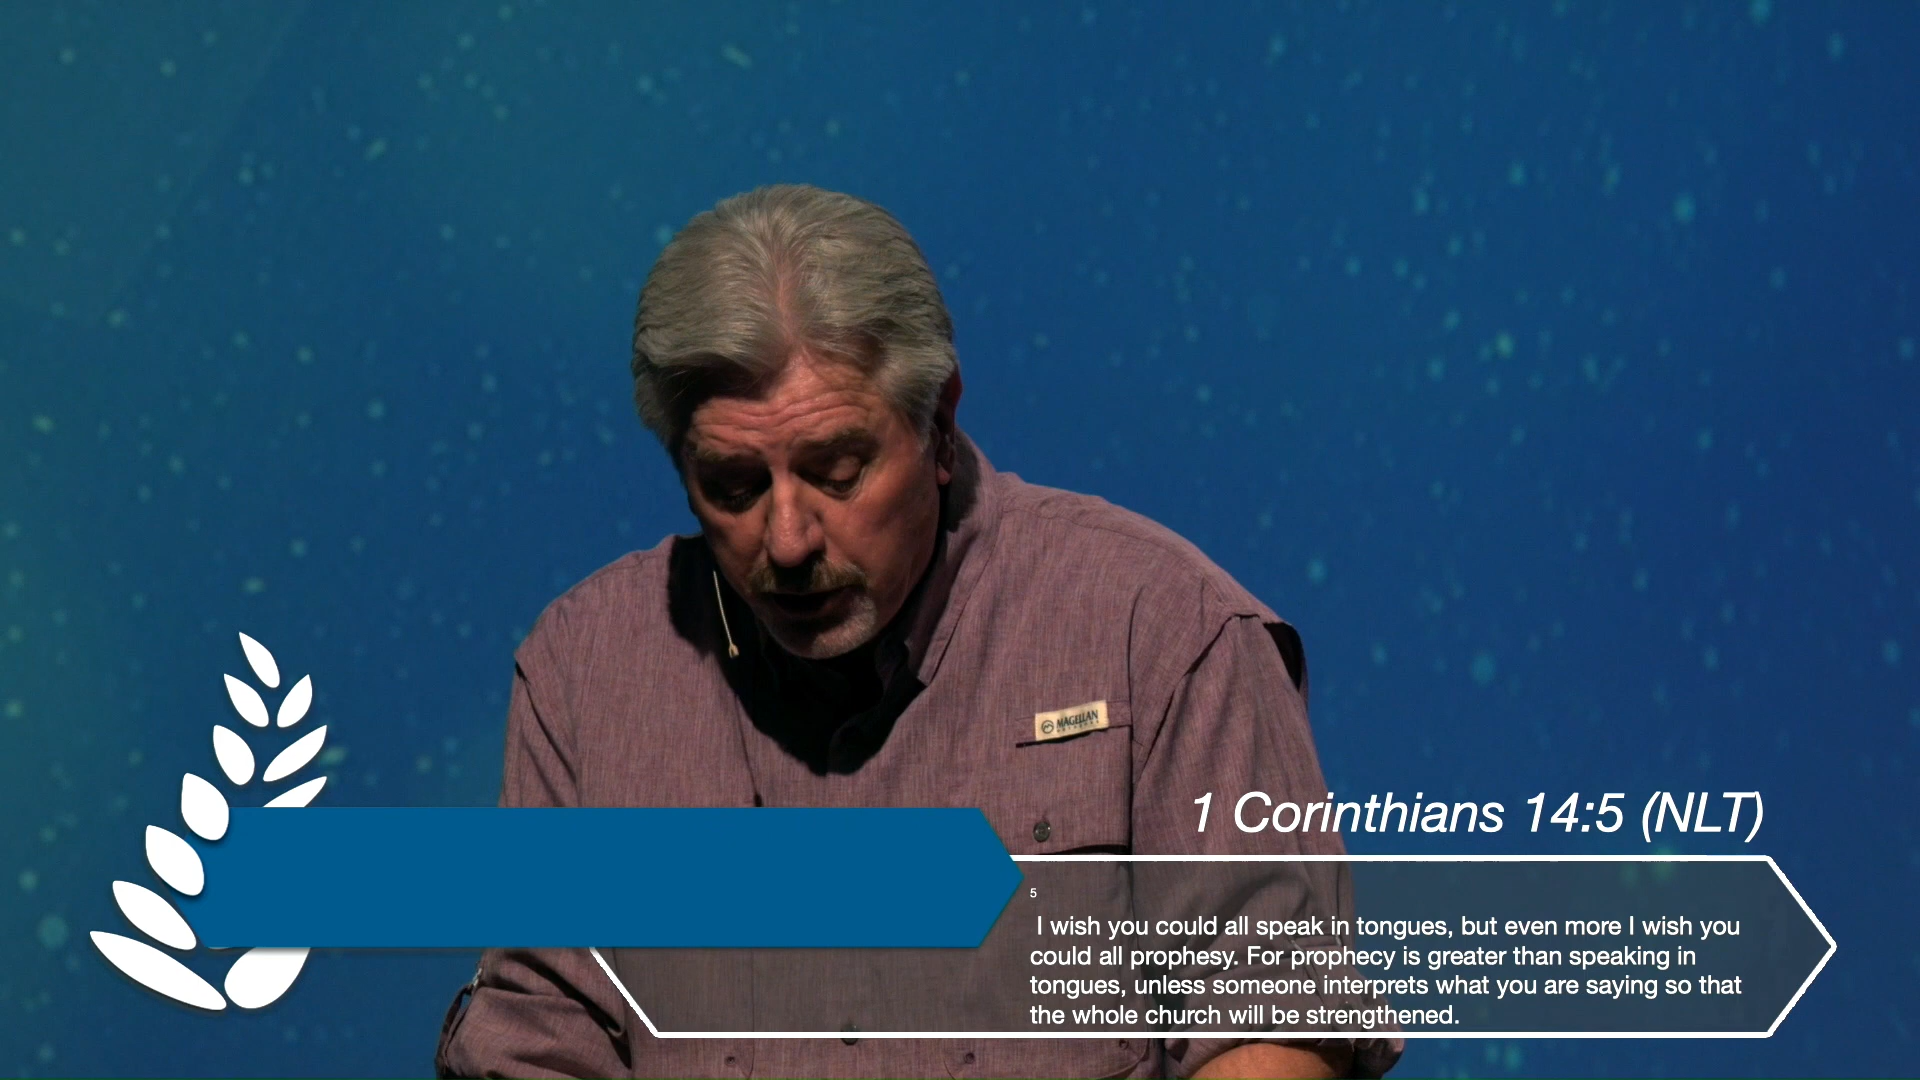 MAGELLAN
1 Corinthians 14:5 (NLT)
5
I wish you could all speak in tongues, but even more I wish you
could all prophesy. For prophecy is greater than speaking in
tongues, unless someone interprets what you are saying so that
the whole church will be strengthened.